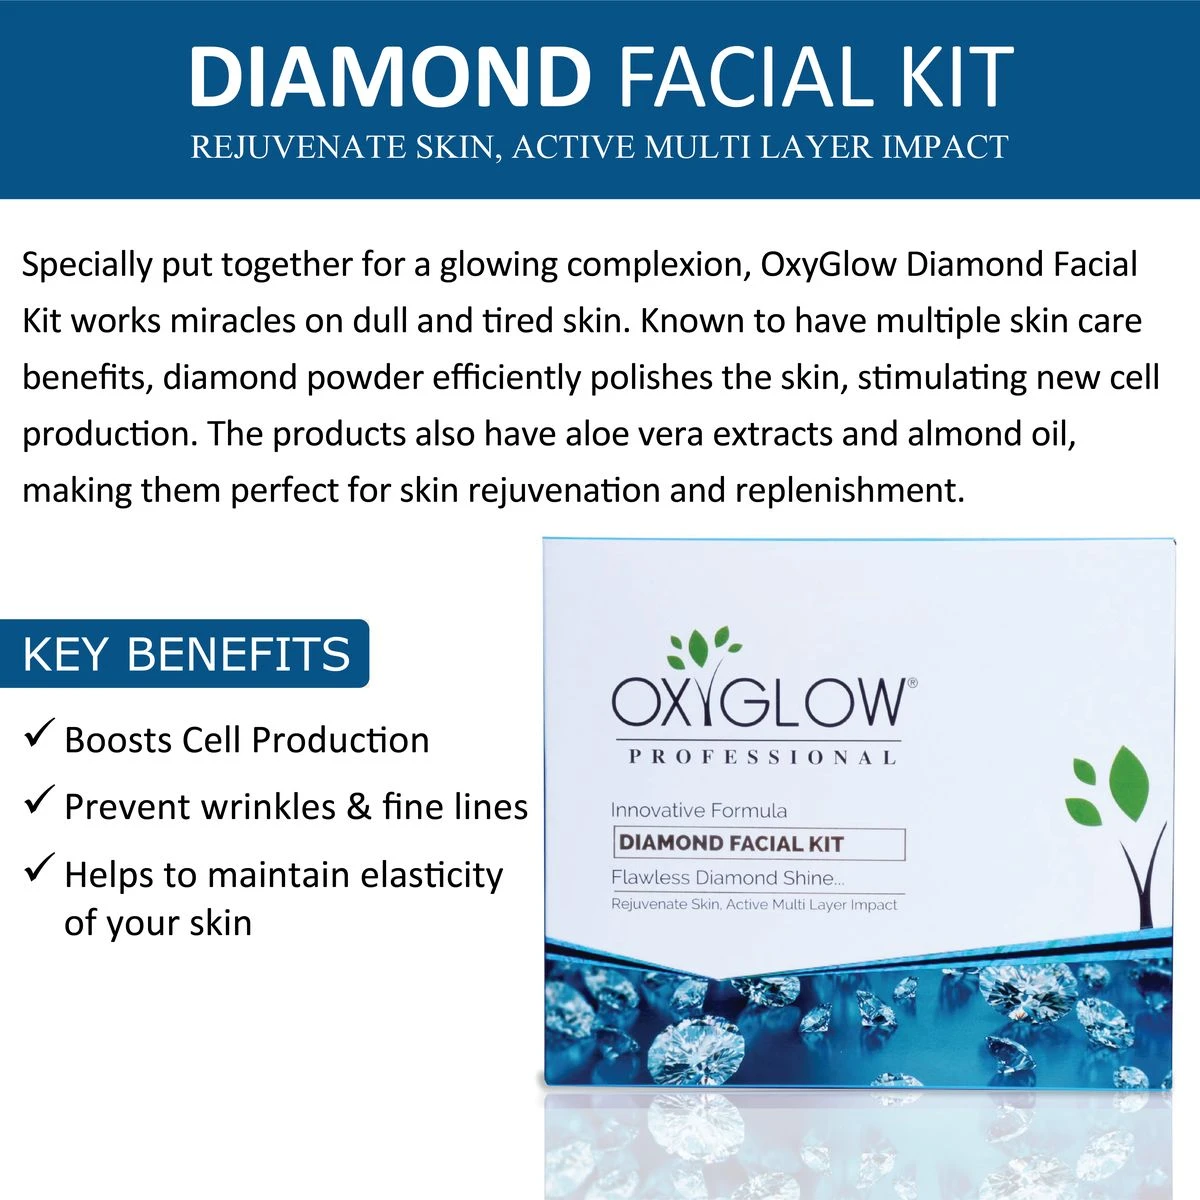 DIAMOND FACIAL KIT
REJUVENATE SKIN, ACTIVE MULTI LAYER IMPACT
Specially put together for a glowing complexion, OxyGlow Diamond Facial
Kit works miracles on dull and tired skin. Known to have multiple skin care
benefits, diamond powder efficiently polishes the skin, stimulating new cell
production. The products also have aloe vera extracts and almond oil,
making them perfect for skin rejuvenation and replenishment.
KEY BENEFITS
✓ Boosts Cell Production
✓ Prevent wrinkles & fine lines
✓ Helps to maintain elasticity
of your skin
OXYGLOW®
PROFESSIONAL
Innovative Formula
DIAMOND FACIAL KIT
Flawless Diamond Shine...
Rejuvenate Skin, Active Multi Layer Impact